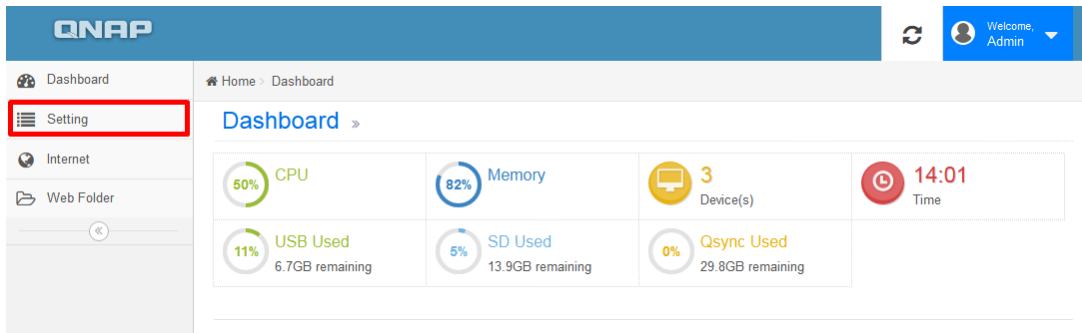 QNAP
Welcome,
Admin
Dashboard
Setting
Internet
Web Folder
Home > Dashboard
Dashboard »
50% CPU
82% Memory
3
Device(s)
14:01
Time
11% USB Used
6.7GB remaining
5% SD Used
13.9GB remaining
0% Qsync Used
29.8GB remaining